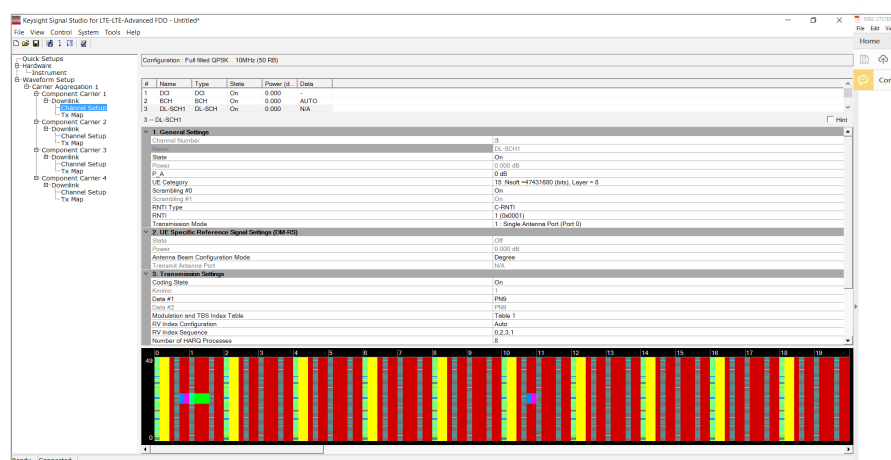 Keysight Signal Studio for LTE-LTE-Advanced FDD - Untitled*
File View Control System Tools Help
Quick Setups
Hardware
Instrument
Waveform Setup
Carrier Aggregation 1
Component Carrier 1
Downlink
Channel Setup
Tx Map
Component Carrier 2
Downlink
Channel Setup
Tx Map
Component Carrier 3
Downlink
Channel Setup
Tx Map
Component Carrier 4
Downlink
Channel Setup
Tx Map
Configuration : Full filled QPSK 10MHz (50 RB)
# Name Type State Power (d... Data
1 DCI DCI On 0.000 -
2 BCH BCH On 0.000 AUTO
3 DL-SCH1 DL-SCH On 0.000 N/A
3 -- DL-SCH1
Hint
1. General Settings
Channel Number 3
Name DL-SCH1
State On
Power 0.000 dB
P_A 0 dB
UE Category 15 :Nsoft =47431680 (bits), Layer = 8
Scrambling #0 On
Scrambling #1 On
RNTI Type C-RNTI
RNTI 1 (0x0001)
Transmission Mode 1 : Single Antenna Port (Port 0)
2. UE Specific Reference Signal Settings (DM-RS)
State Off
Power 0.000 dB
Antenna Beam Configuration Mode Degree
Transmit Antenna Port N/A
3. Transmission Settings
Coding State On
Kmimo 1
Data #1 PN9
Data #2 PN9
Modulation and TBS Index Table Table 1
RV Index Configuration Auto
RV Index Sequence 0,2,3,1
Number of HARQ Processes 8
0 1 2 3 4 5 6 7 8 9 10 11 12 13 14 15 16 17 18 19
49
0
File Edit
Home